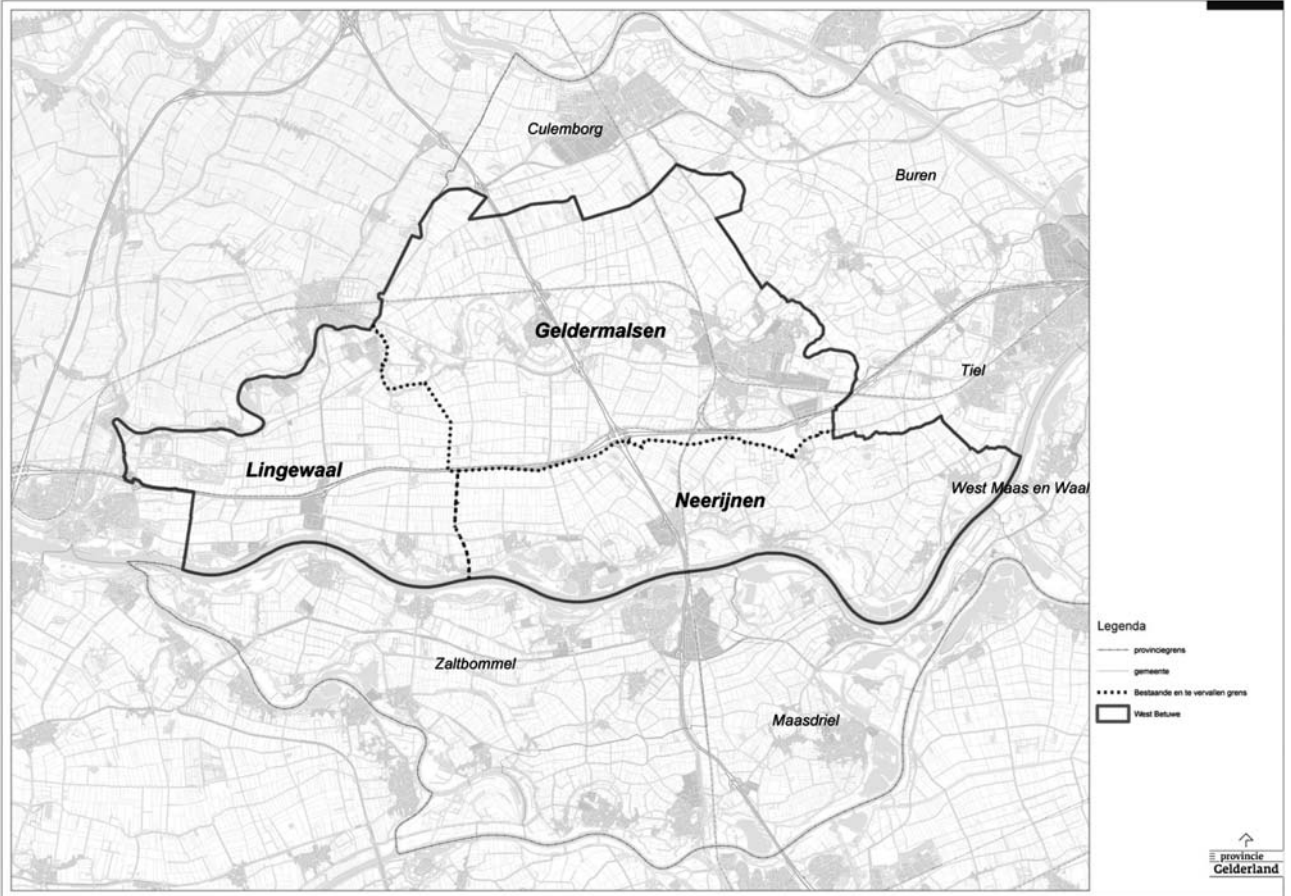 Culemborg
Buren
Geldermalsen
Tiel
Lingewaal
West Maas en Waal
Neerijnen
Zaltbommel
Maasdriel
Legenda
provinciegrens
gemeente
Bestaande en te vervallen grens
West Betuwe
provincie
Gelderland